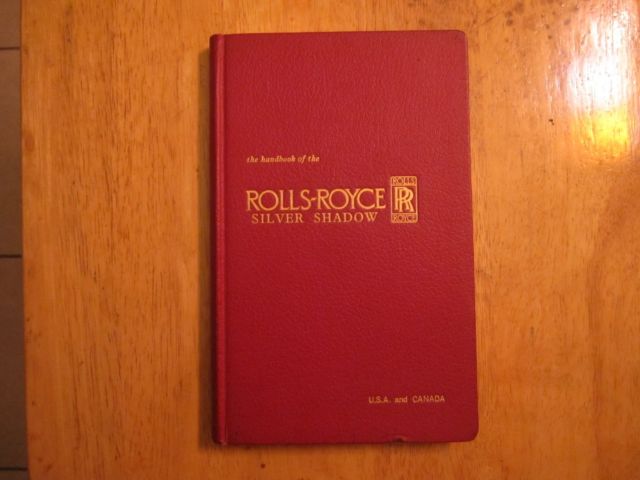 the handbook of the
ROLLS-ROYCE
SILVER SHADOW
ROLLS
RR
ROYCE
U.S.A. and CANADA